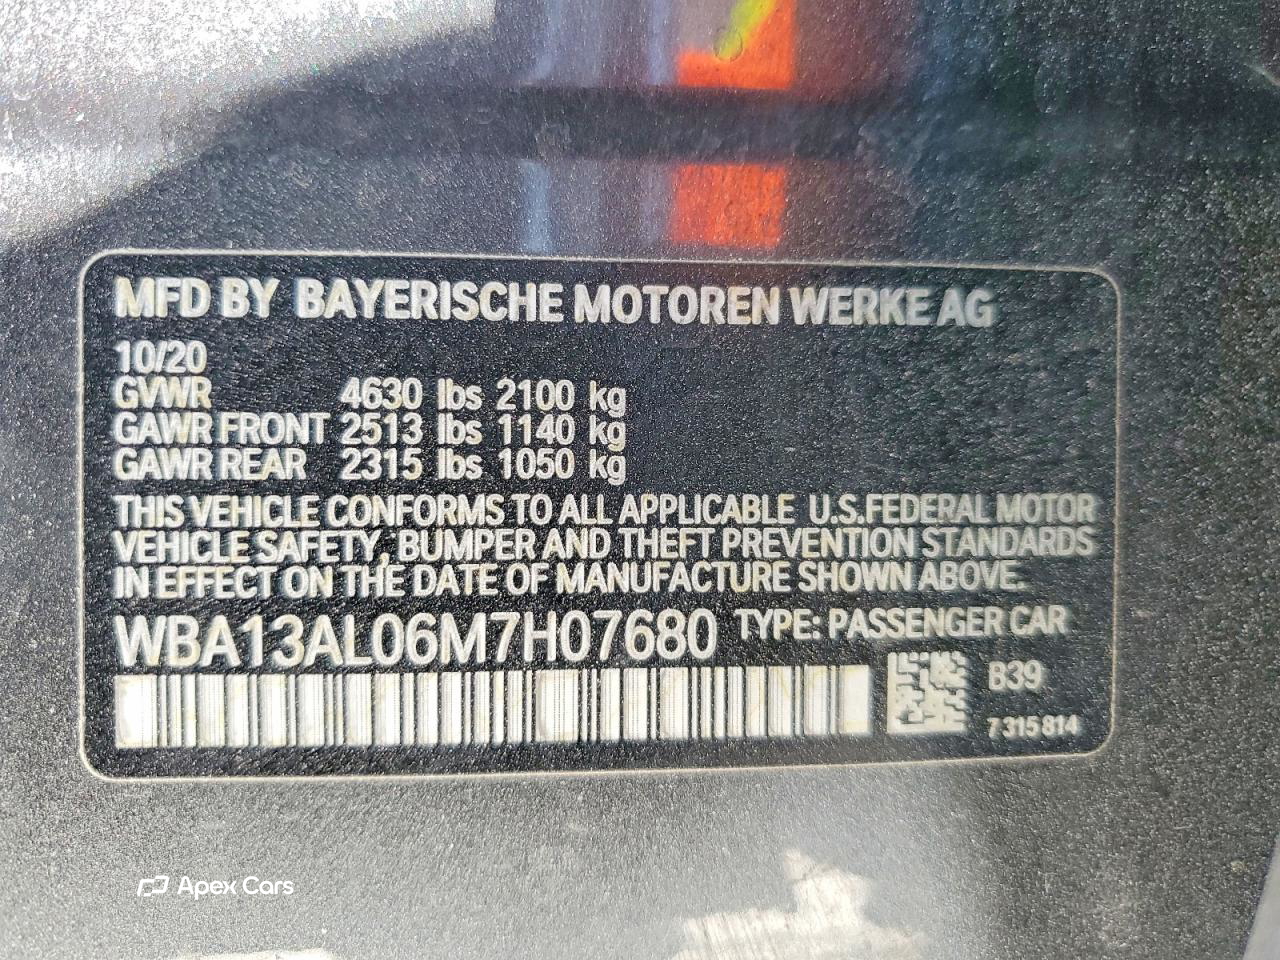 MFD BY BAYERISCHE MOTOREN WERKE AG
10/20
GVWR 4630 lbs 2100 kg
GAWR FRONT 2513 lbs 1140 kg
GAWR REAR 2315 lbs 1050 kg
THIS VEHICLE CONFORMS TO ALL APPLICABLE U.S.FEDERAL MOTOR
VEHICLE SAFETY, BUMPER AND THEFT PREVENTION STANDARDS
IN EFFECT ON THE DATE OF MANUFACTURE SHOWN ABOVE.
WBA13AL06M7H07680 TYPE: PASSENGER CAR
B39
7 315 814
Apex Cars